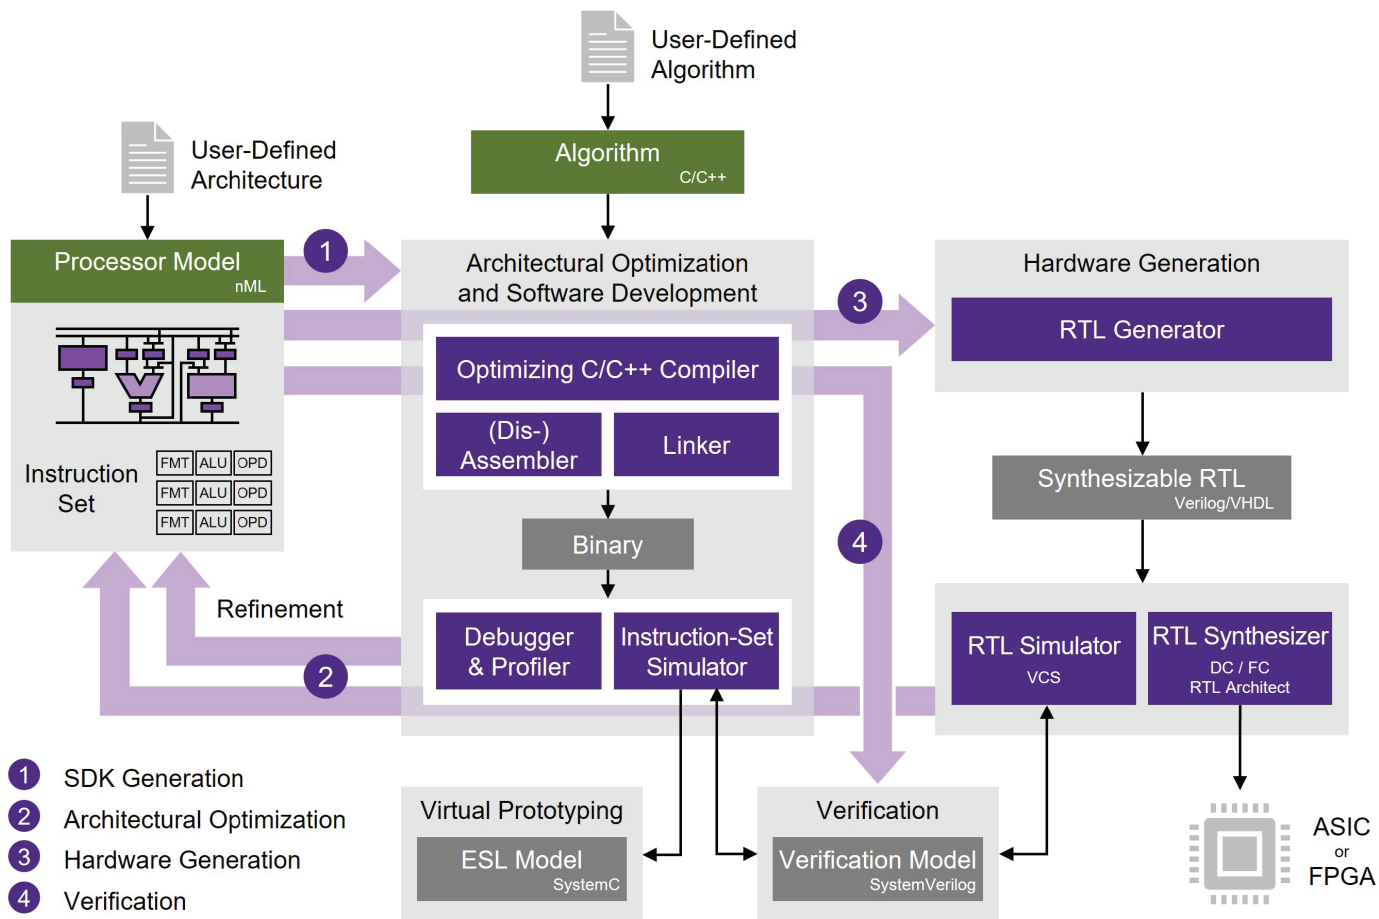 User-Defined
Algorithm
User-Defined
Architecture
Algorithm
C/C++
Processor Model
nML
1
Architectural Optimization
and Software Development
3
Hardware Generation
RTL Generator
Optimizing C/C++ Compiler
(Dis-)
Assembler
Linker
Instruction
Set
FMT ALU OPD
FMT ALU OPD
FMT ALU OPD
Synthesizable RTL
Verilog/VHDL
Binary
4
Refinement
2
Debugger
& Profiler
Instruction-Set
Simulator
RTL Simulator
VCS
RTL Synthesizer
DC / FC
RTL Architect
1 SDK Generation
2 Architectural Optimization
3 Hardware Generation
4 Verification
Virtual Prototyping
ESL Model
SystemC
Verification
Verification Model
SystemVerilog
ASIC
or
FPGA